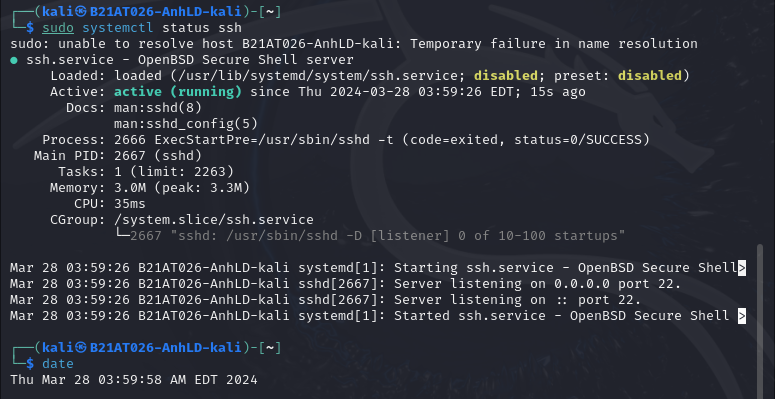 ┌──(kali㉿B21AT026-AnhLD-kali)-[~]
└─$ sudo systemctl status ssh
sudo: unable to resolve host B21AT026-AnhLD-kali: Temporary failure in name resolution
● ssh.service - OpenBSD Secure Shell server
     Loaded: loaded (/usr/lib/systemd/system/ssh.service; disabled; preset: disabled)
     Active: active (running) since Thu 2024-03-28 03:59:26 EDT; 15s ago
       Docs: man:sshd(8)
             man:sshd_config(5)
    Process: 2666 ExecStartPre=/usr/sbin/sshd -t (code=exited, status=0/SUCCESS)
   Main PID: 2667 (sshd)
      Tasks: 1 (limit: 2263)
     Memory: 3.0M (peak: 3.3M)
        CPU: 35ms
     CGroup: /system.slice/ssh.service
             └─2667 "sshd: /usr/sbin/sshd -D [listener] 0 of 10-100 startups"

Mar 28 03:59:26 B21AT026-AnhLD-kali systemd[1]: Starting ssh.service - OpenBSD Secure Shell>
Mar 28 03:59:26 B21AT026-AnhLD-kali sshd[2667]: Server listening on 0.0.0.0 port 22.
Mar 28 03:59:26 B21AT026-AnhLD-kali sshd[2667]: Server listening on :: port 22.
Mar 28 03:59:26 B21AT026-AnhLD-kali systemd[1]: Started ssh.service - OpenBSD Secure Shell >

┌──(kali㉿B21AT026-AnhLD-kali)-[~]
└─$ date
Thu Mar 28 03:59:58 AM EDT 2024